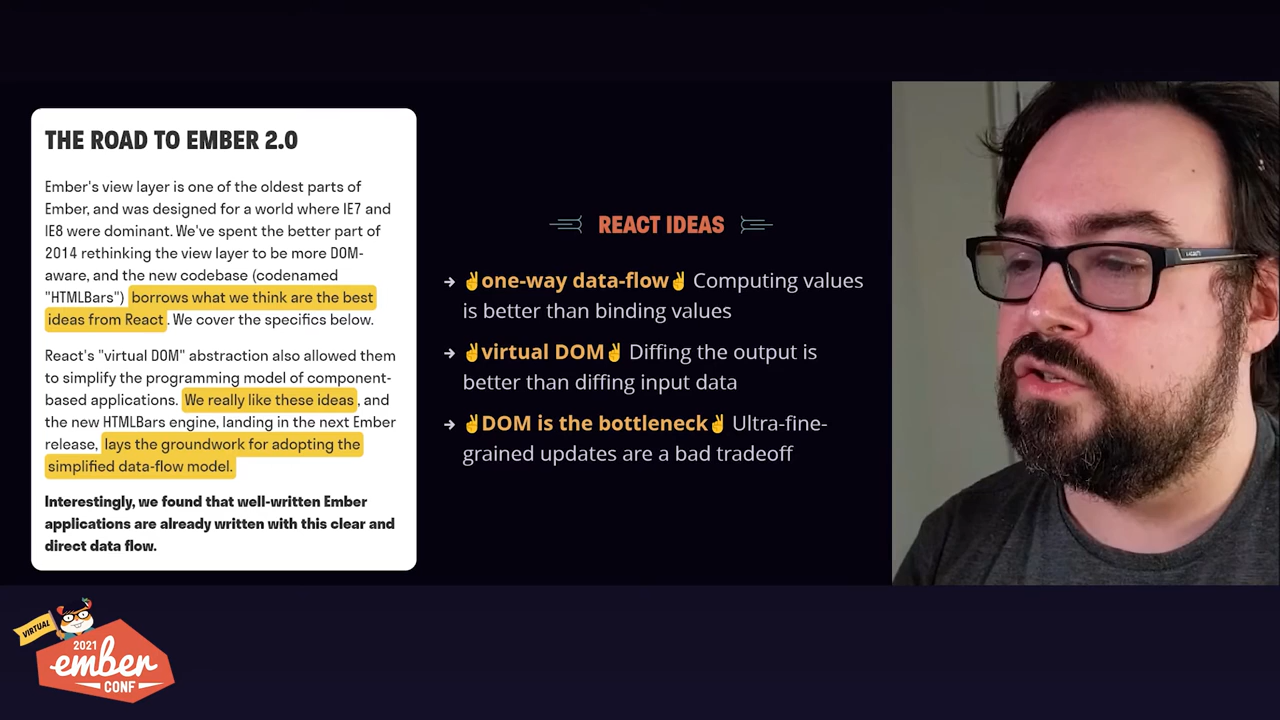 THE ROAD TO EMBER 2.0
Ember's view layer is one of the oldest parts of
Ember, and was designed for a world where IE7 and
IE8 were dominant. We've spent the better part of
2014 rethinking the view layer to be more DOM-
aware, and the new codebase (codenamed
"HTMLBars") borrows what we think are the best
ideas from React. We cover the specifics below.
React's "virtual DOM" abstraction also allowed them
to simplify the programming model of component-
based applications. We really like these ideas, and
the new HTMLBars engine, landing in the next Ember
release, lays the groundwork for adopting the
simplified data-flow model.
Interestingly, we found that well-written Ember
applications are already written with this clear and
direct data flow.
REACT IDEAS
→ ✌️one-way data-flow✌️ Computing values
is better than binding values
→ ✌️virtual DOM✌️ Diffing the output is
better than diffing input data
→ ✌️DOM is the bottleneck✌️ Ultra-fine-
grained updates are a bad tradeoff
VIRTUAL
2021
ember
CONF